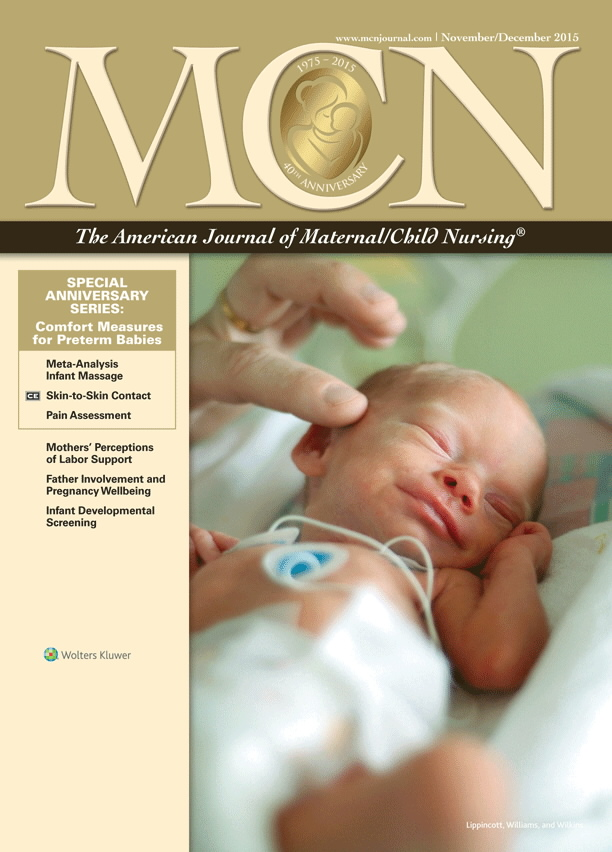 www.mcnjournal.com | November/December 2015
MCN
1975 – 2015
40TH ANNIVERSARY
The American Journal of Maternal/Child Nursing®
SPECIAL
ANNIVERSARY
SERIES:
Comfort Measures
for Preterm Babies
Meta-Analysis
Infant Massage
CE Skin-to-Skin Contact
Pain Assessment
Mothers' Perceptions
of Labor Support
Father Involvement and
Pregnancy Wellbeing
Infant Developmental
Screening
Wolters Kluwer
Lippincott, Williams, and Wilkins